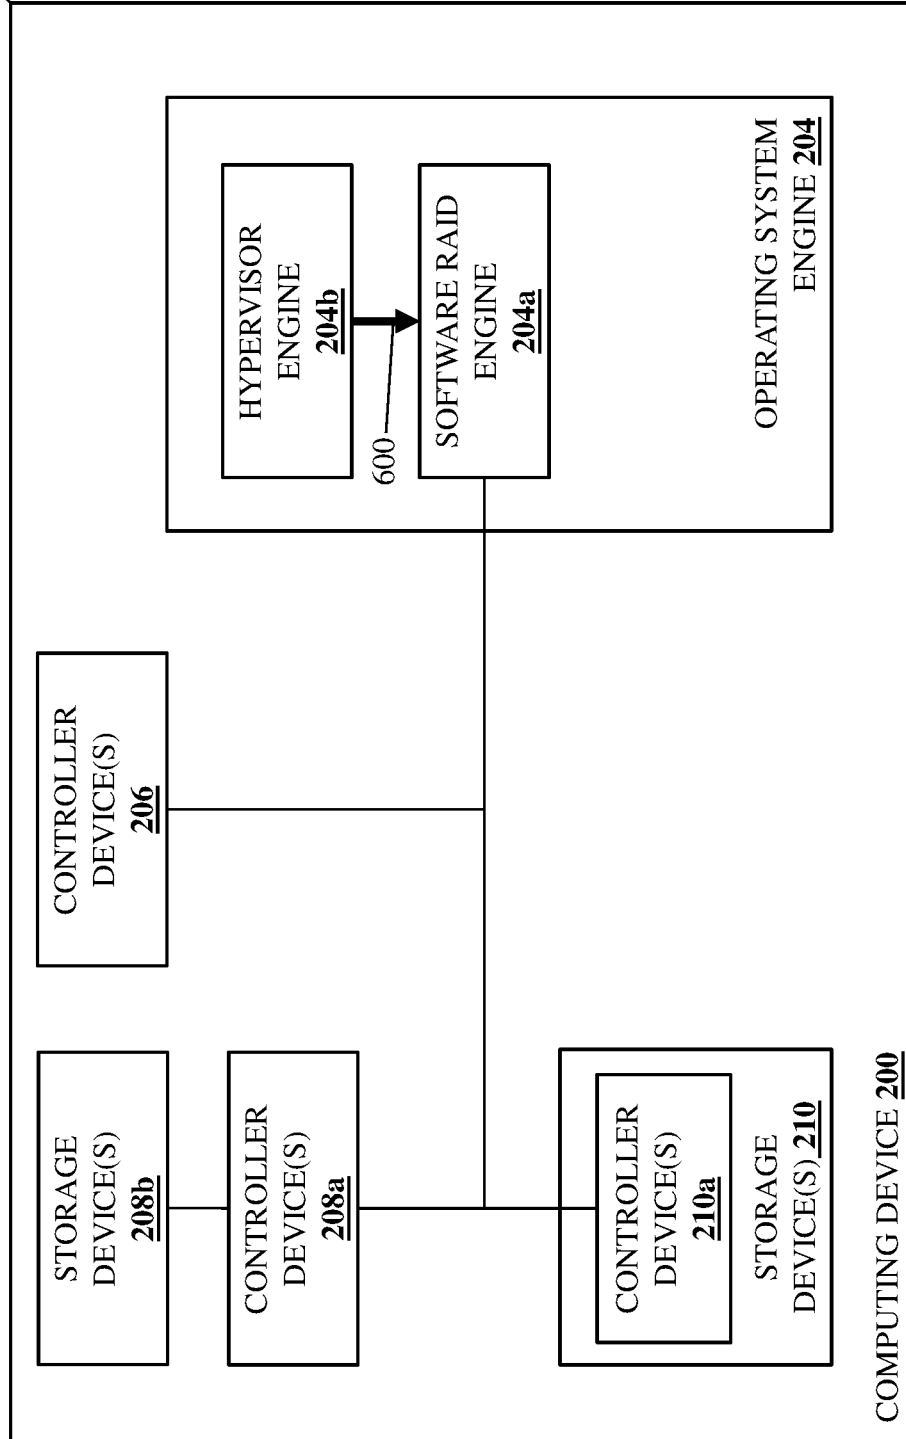 STORAGE
DEVICE(S)
208b
CONTROLLER
DEVICE(S)
208a
CONTROLLER
DEVICE(S)
210a
STORAGE
DEVICE(S) 210
CONTROLLER
DEVICE(S)
206
HYPERVISOR
ENGINE
204b
600
SOFTWARE RAID
ENGINE
204a
OPERATING SYSTEM
ENGINE 204
COMPUTING DEVICE 200